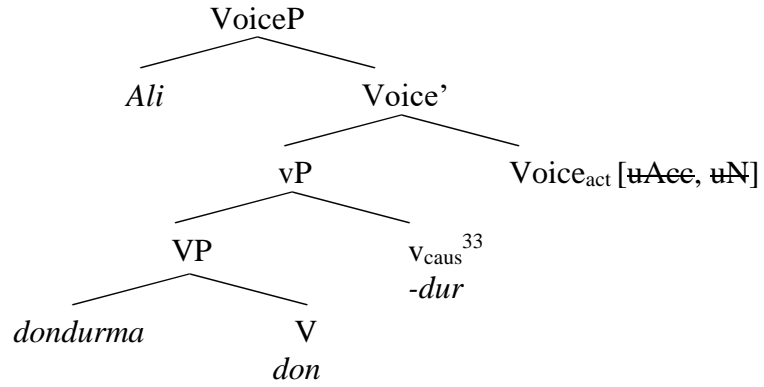 VoiceP
Ali Voice’
vP Voiceact [uAcc, uN]
VP vcaus33
-dur
dondurma V
don